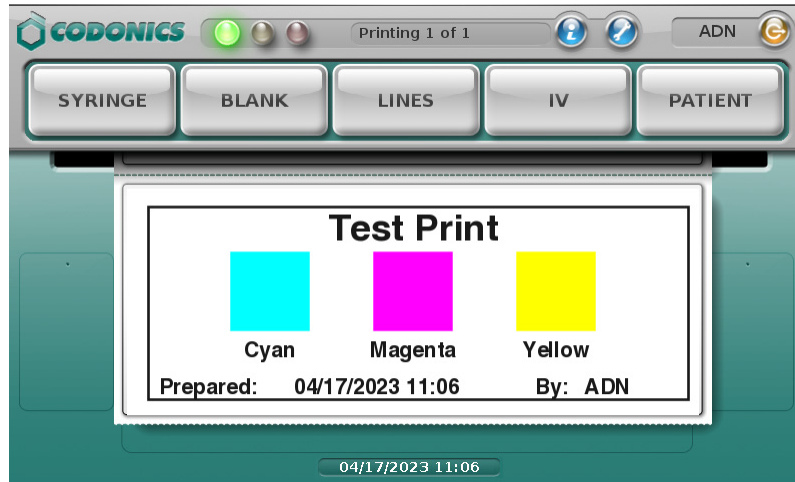 CODONICS Printing 1 of 1 ADN
SYRINGE BLANK LINES IV PATIENT
Test Print
Cyan Magenta Yellow
Prepared: 04/17/2023 11:06 By: ADN
04/17/2023 11:06